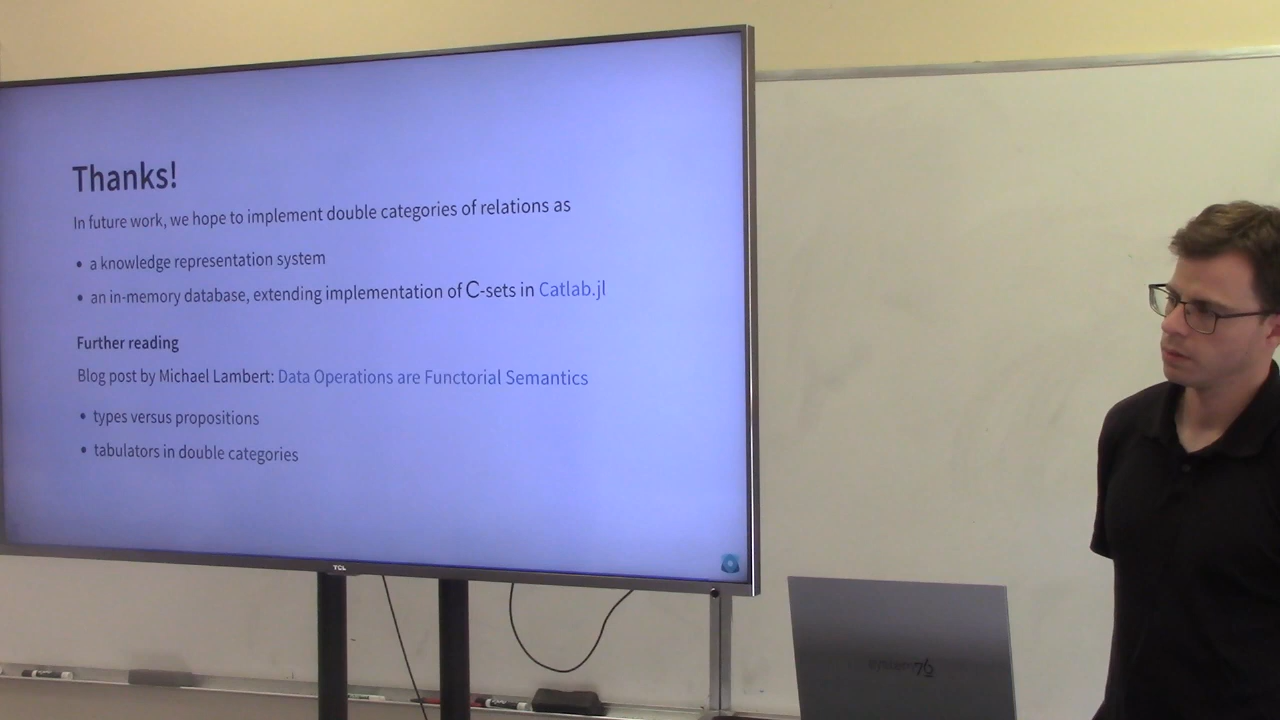 Thanks!
In future work, we hope to implement double categories of relations as
• a knowledge representation system
• an in-memory database, extending implementation of C-sets in Catlab.jl
Further reading
Blog post by Michael Lambert: Data Operations are Functorial Semantics
• types versus propositions
• tabulators in double categories
TCL
system76